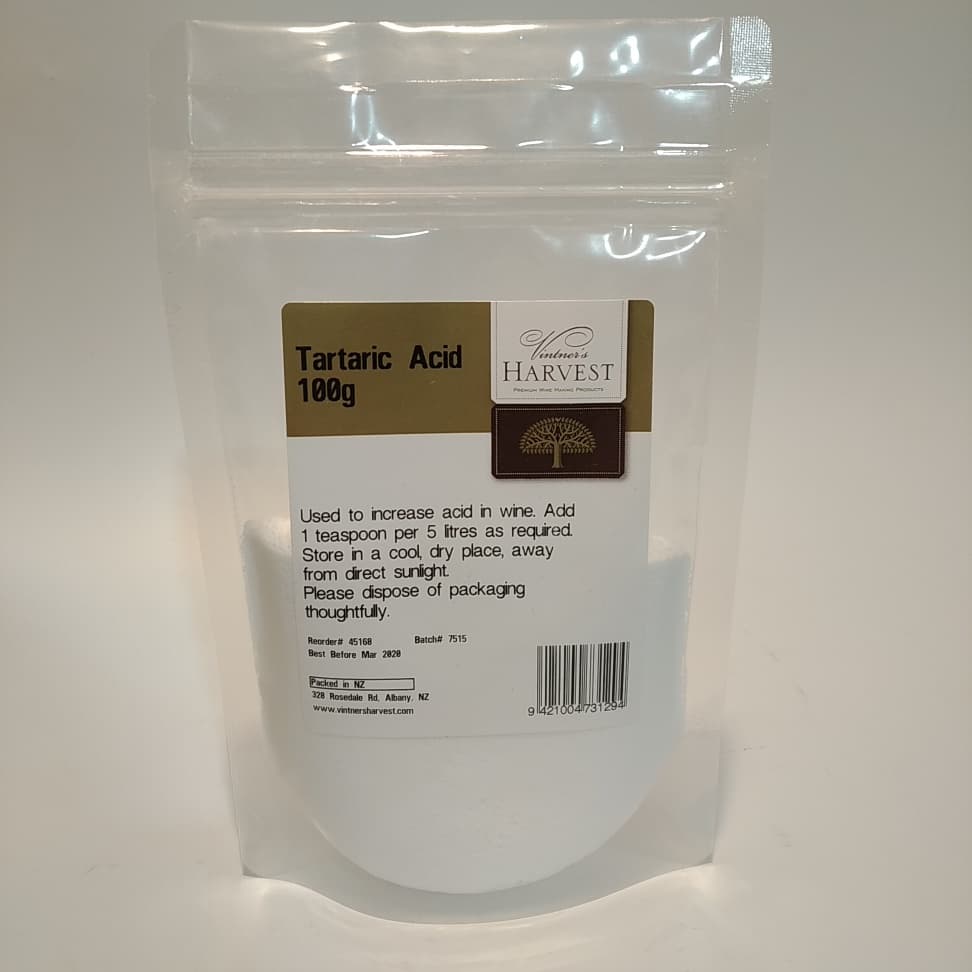 Tartaric Acid
100g
Vintner's
HARVEST
PREMIUM WINE MAKING PRODUCTS
Used to increase acid in wine. Add
1 teaspoon per 5 litres as required.
Store in a cool, dry place, away
from direct sunlight.
Please dispose of packaging
thoughtfully.
Reorder# 45168 Batch# 7515
Best Before Mar 2020
Packed in NZ
320 Rosedale Rd, Albany, NZ
www.vintnersharvest.com
9 421004 731294